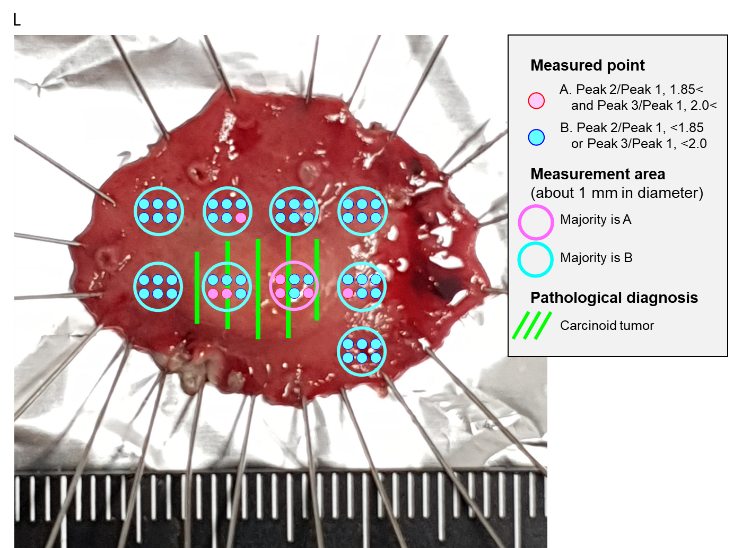 L
Measured point
A. Peak 2/Peak 1, 1.85<
and Peak 3/Peak 1, 2.0<
B. Peak 2/Peak 1, <1.85
or Peak 3/Peak 1, <2.0
Measurement area
(about 1 mm in diameter)
Majority is A
Majority is B
Pathological diagnosis
Carcinoid tumor